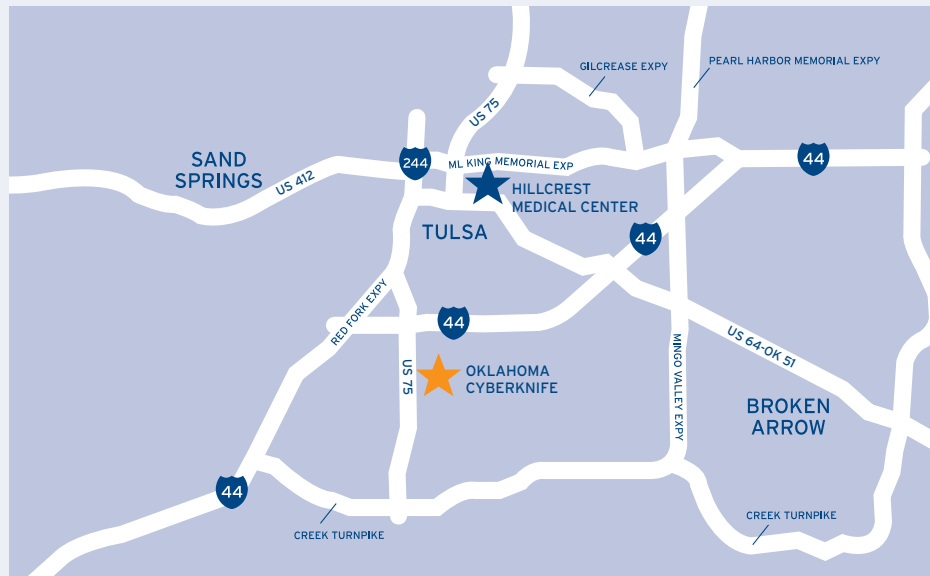 GILCREASE EXPY
PEARL HARBOR MEMORIAL EXPY
US 75
SAND
SPRINGS
244
ML KING MEMORIAL EXP
44
US 412
HILLCREST
MEDICAL CENTER
TULSA
44
RED FORK EXPY
44
US 75
OKLAHOMA
CYBERKNIFE
MINGO VALLEY EXPY
US 64-OK 51
BROKEN
ARROW
44
CREEK TURNPIKE
CREEK TURNPIKE